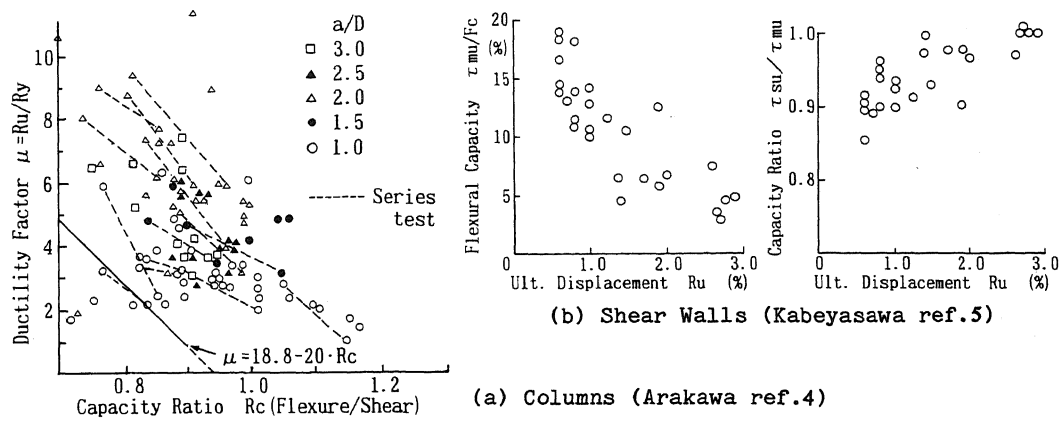 Ductility Factor μ=Ru/Ry
10
8
6
4
2
0
0.8
1.0
1.2
Capacity Ratio Rc(Flexure/Shear)
a/D
□ 3.0
▲ 2.5
△ 2.0
● 1.5
○ 1.0
------ Series
test
μ=18.8-20·Rc
(a) Columns (Arakawa ref.4)
Flexural Capacity τmu/Fc
(%)
20
15
10
5
0
1.0
2.0
3.0
Ult. Displacement Ru (%)
Capacity Ratio τsu/τmu
1.0
0.9
0.8
0
1.0
2.0
3.0
Ult. Displacement Ru (%)
(b) Shear Walls (Kabeyasawa ref.5)